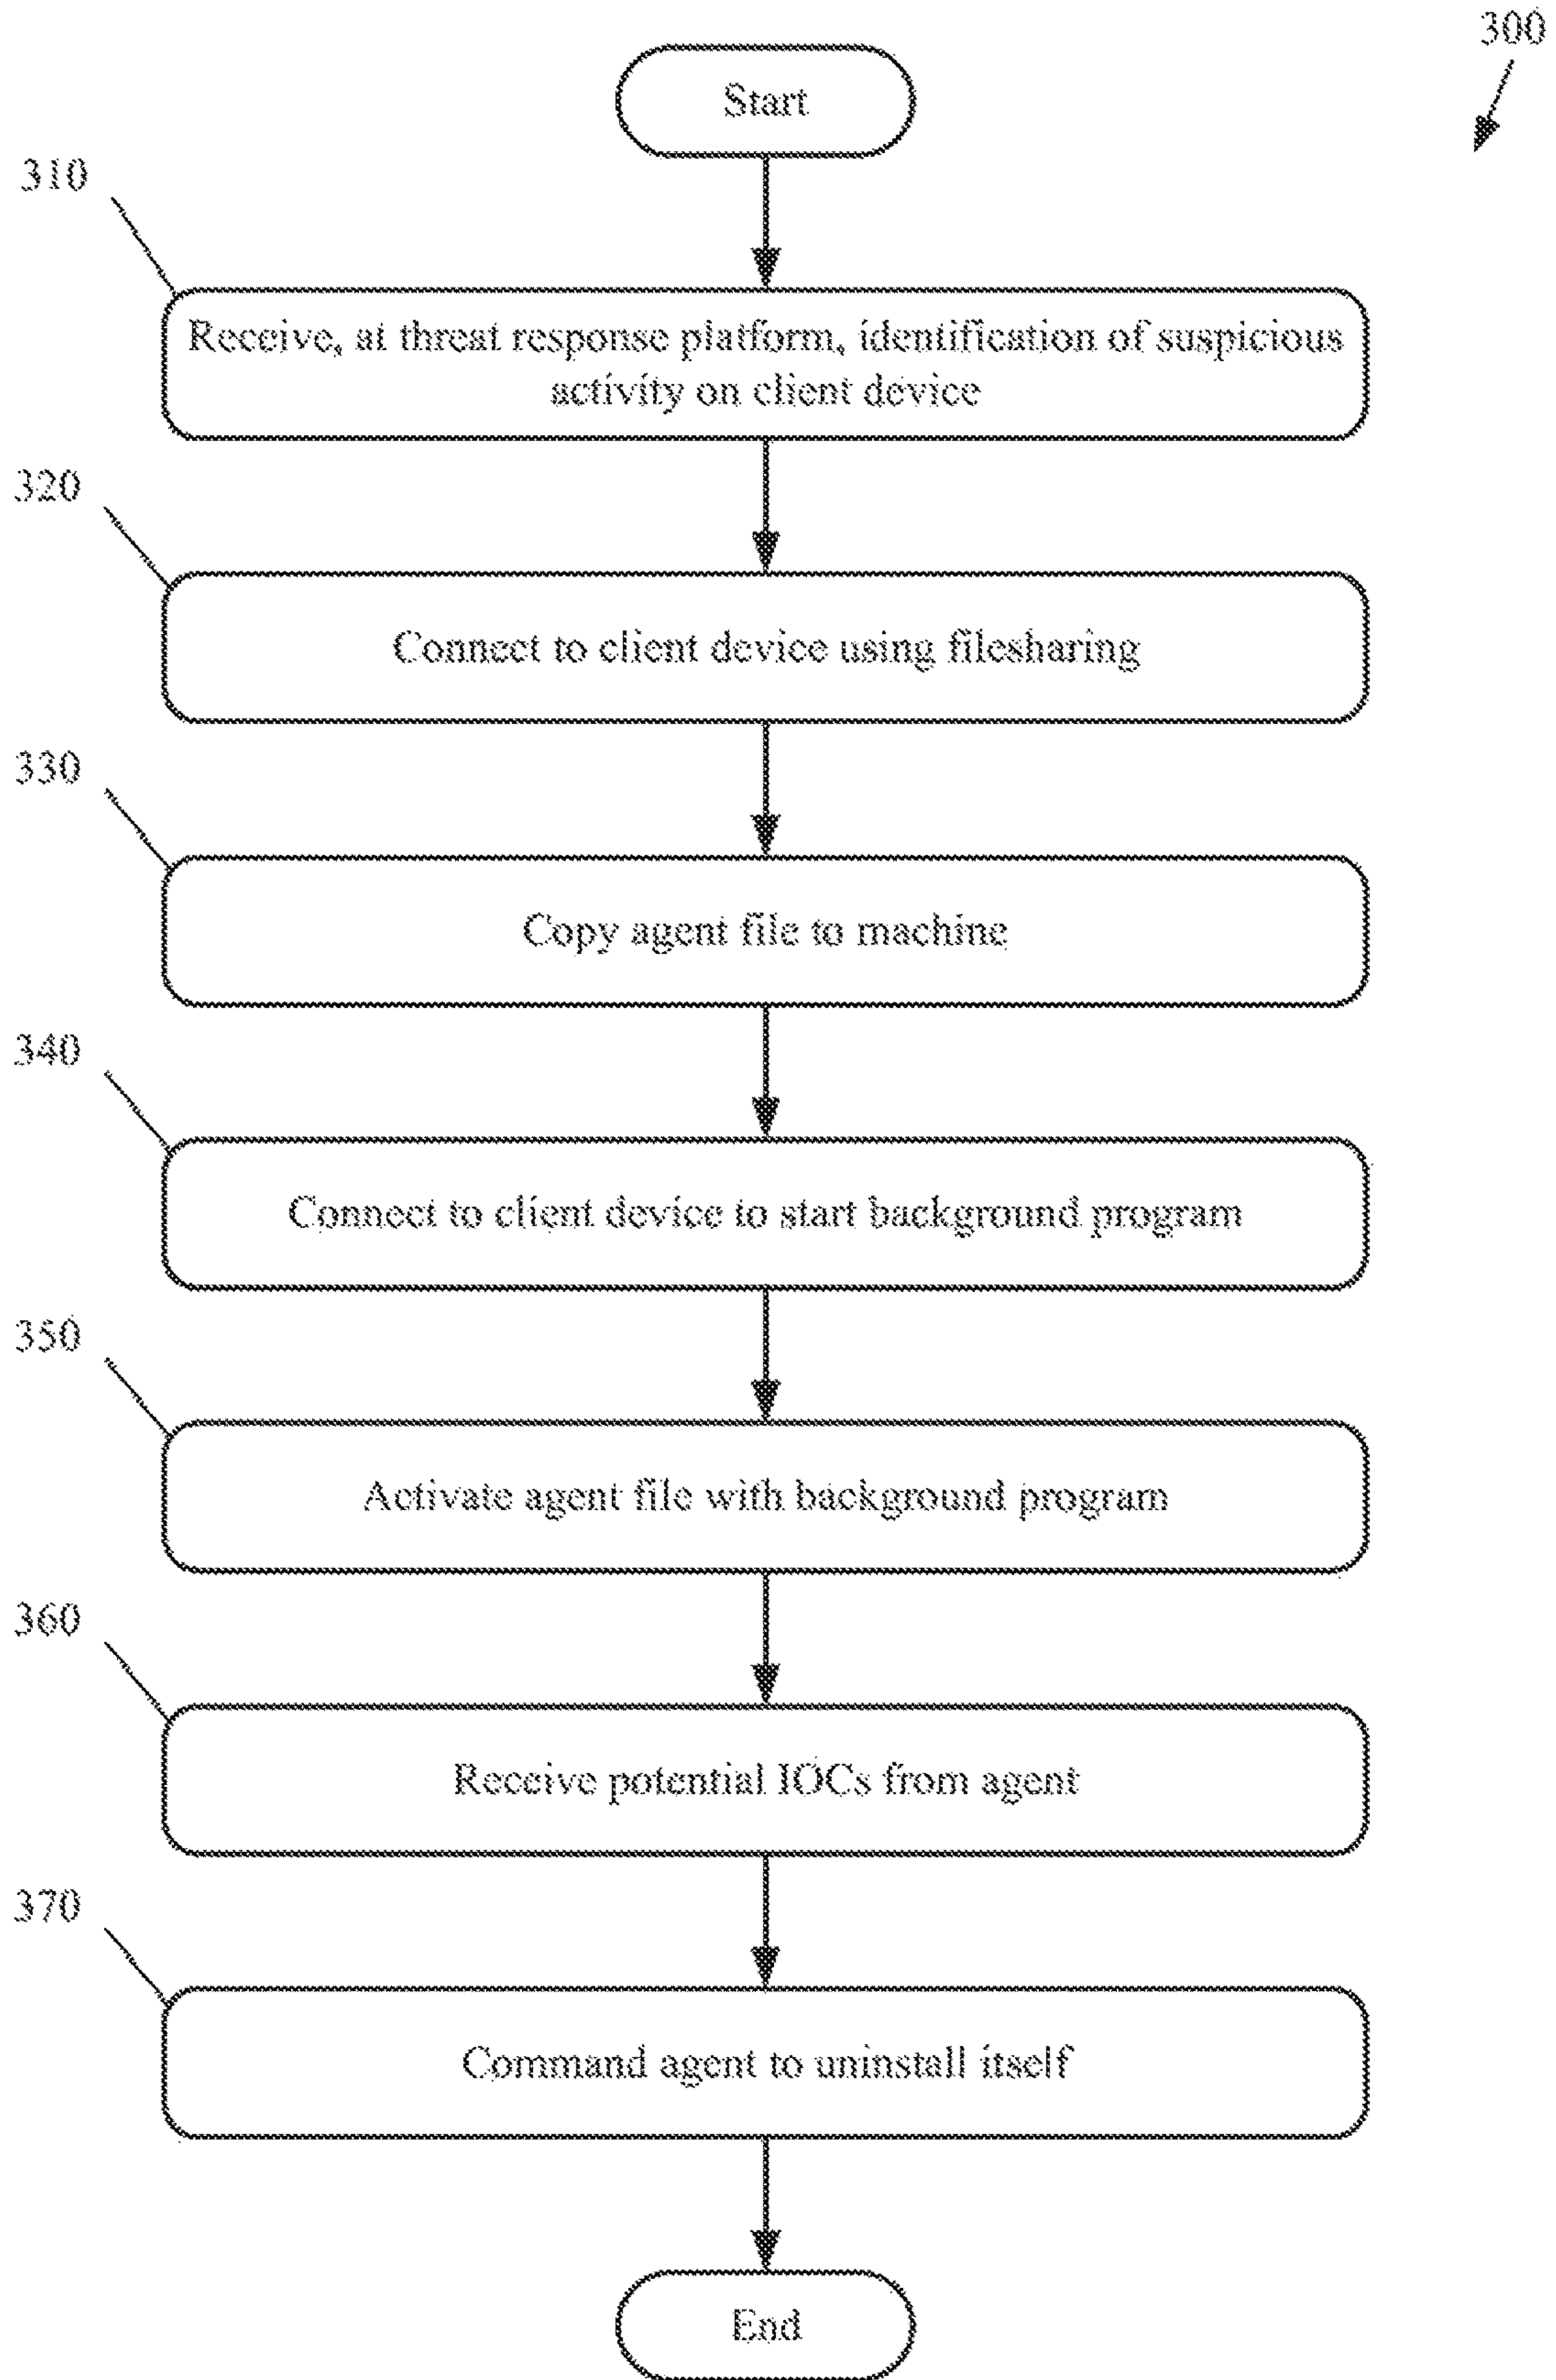 300
Start
310
Receive, at threat response platform, identification of suspicious
activity on client device
320
Connect to client device using filesharing
330
Copy agent file to machine
340
Connect to client device to start background program
350
Activate agent file with background program
360
Receive potential IOCs from agent
370
Command agent to uninstall itself
End